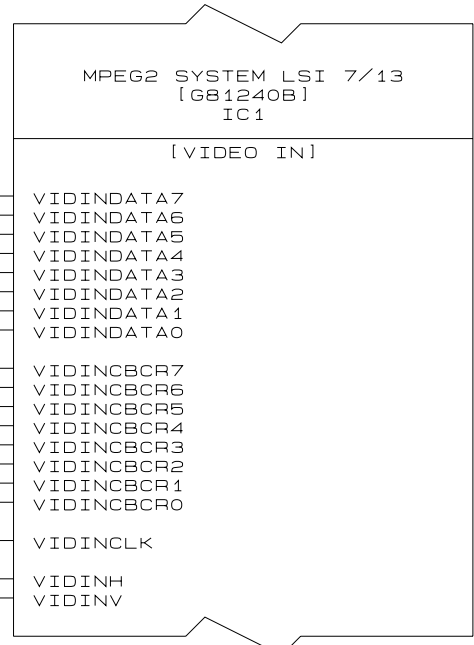 MPEG2 SYSTEM LSI 7/13
[G81240B]
IC1
[VIDEO IN]
VIDINDATA7
VIDINDATA6
VIDINDATA5
VIDINDATA4
VIDINDATA3
VIDINDATA2
VIDINDATA1
VIDINDATA0
VIDINCBCR7
VIDINCBCR6
VIDINCBCR5
VIDINCBCR4
VIDINCBCR3
VIDINCBCR2
VIDINCBCR1
VIDINCBCR0
VIDINCLK
VIDINH
VIDINV